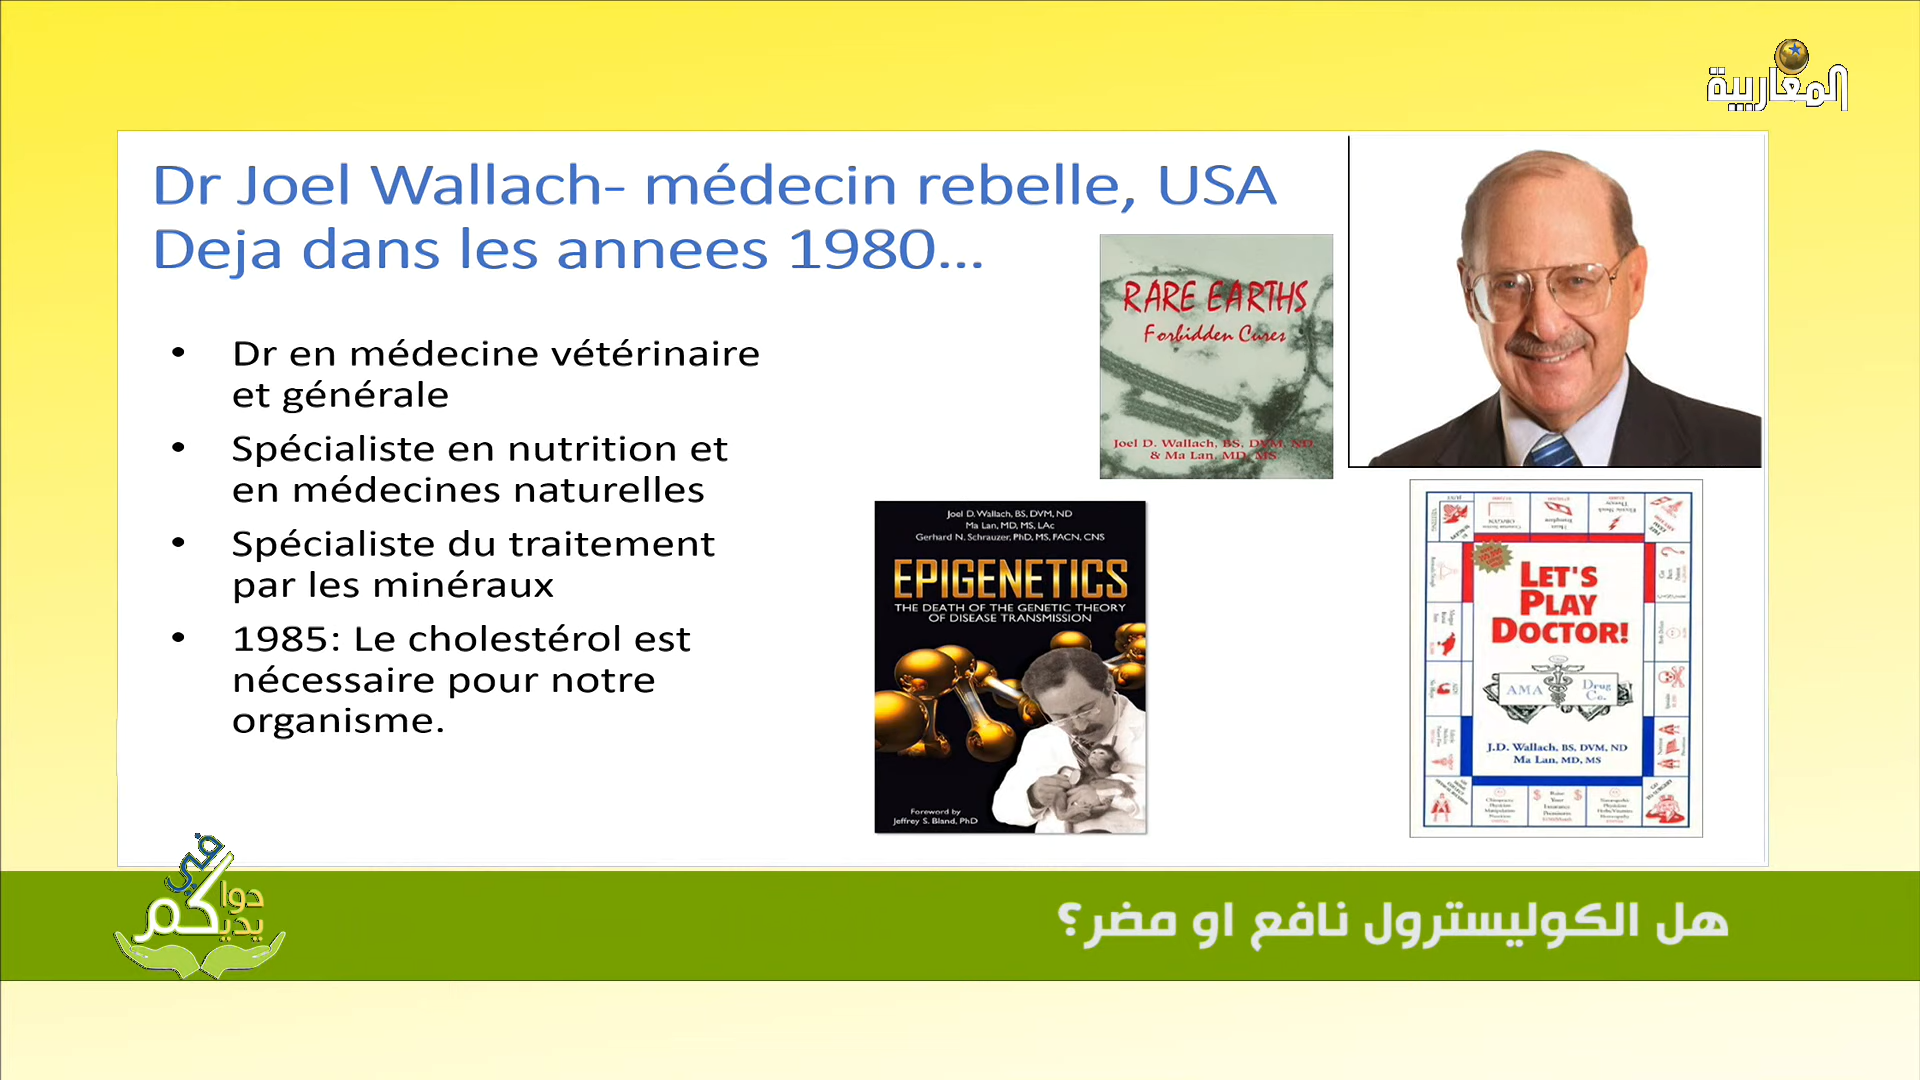 المغاربية
Dr Joel Wallach- médecin rebelle, USA
Deja dans les annees 1980...
• Dr en médecine vétérinaire
et générale
• Spécialiste en nutrition et
en médecines naturelles
• Spécialiste du traitement
par les minéraux
• 1985: Le cholestérol est
nécessaire pour notre
organisme.
RARE EARTHS
Forbidden Cures
Joel D. Wallach, BS, DVM, ND
& Ma Lan, MD, MS
Joel D. Wallach, BS, DVM, ND
Ma Lan, MD, MS, LAc
Gerhard N. Schrauzer, PhD, MS, FACN, CNS
EPIGENETICS
THE DEATH OF THE GENETIC THEORY
OF DISEASE TRANSMISSION
Foreword by
Jeffrey S. Bland, PhD
LET'S
PLAY
DOCTOR!
AMA Drug
Co.
J.D. Wallach, BS, DVM, ND
Ma Lan, MD, MS
دواكم
في
يديكم
هل الكوليسترول نافع او مضر؟